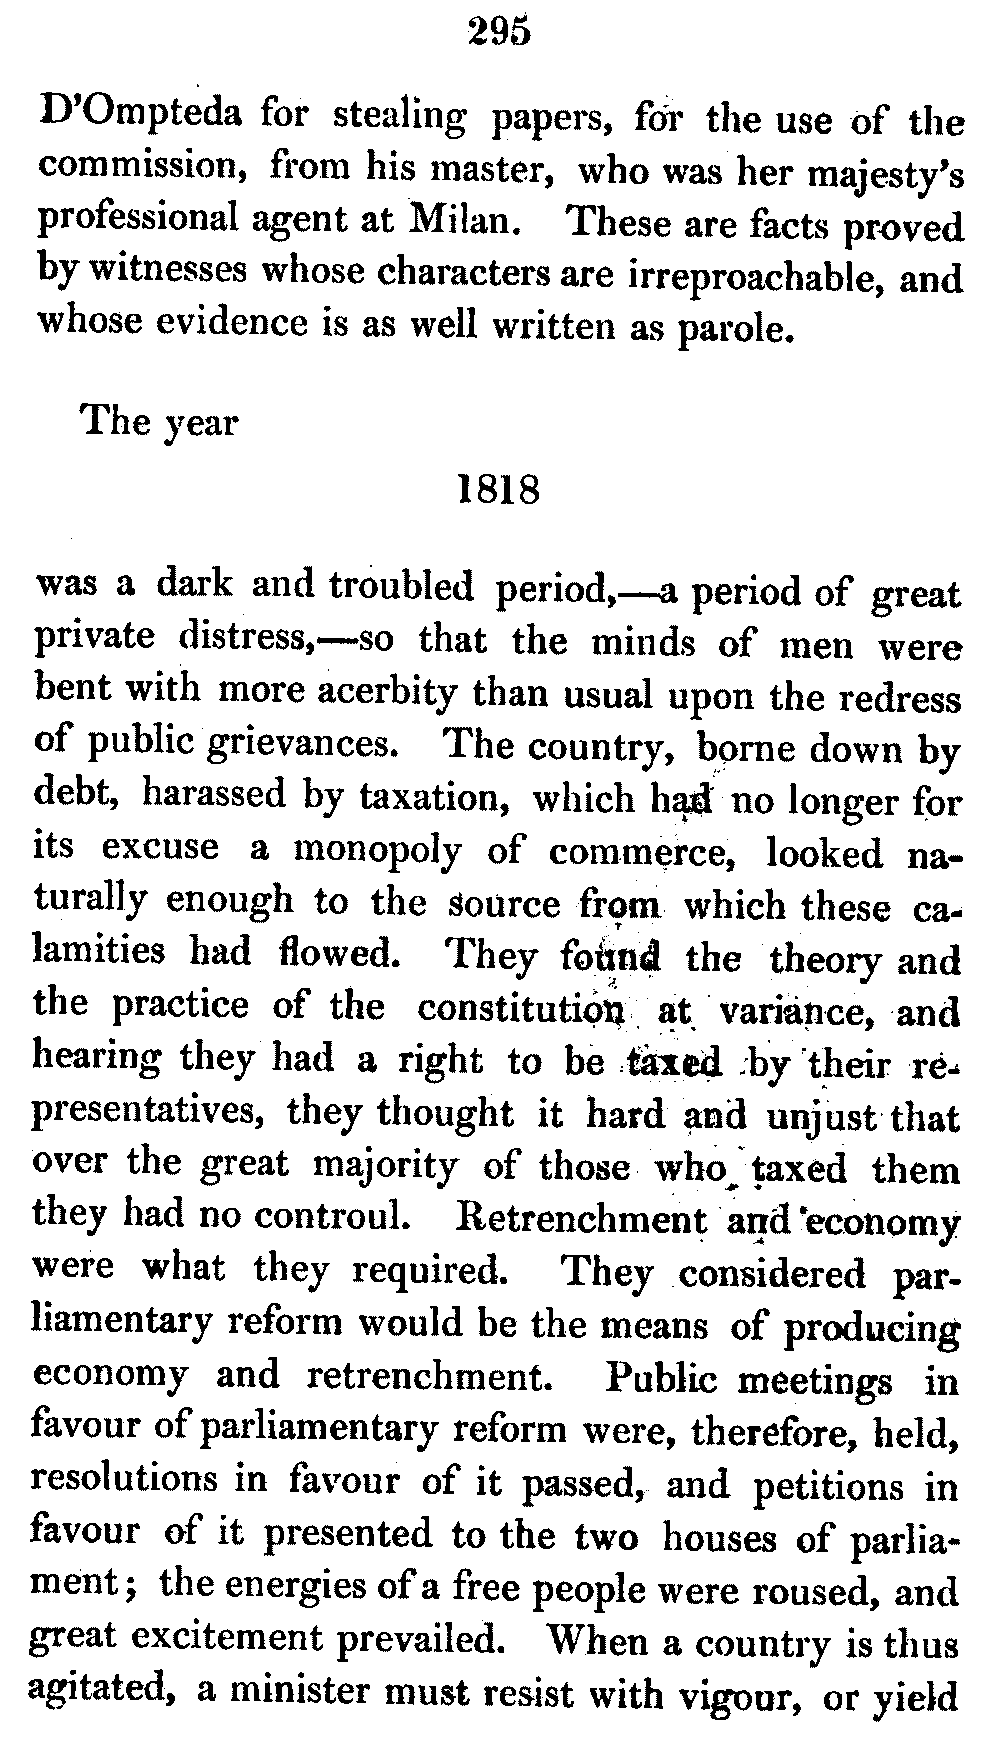 295
D'Ompteda for stealing papers, for the use of the
commission, from his master, who was her majesty's
professional agent at Milan. These are facts proved
by witnesses whose characters are irreproachable, and
whose evidence is as well written as parole.
The year
1818
was a dark and troubled period,—a period of great
private distress,—so that the minds of men were
bent with more acerbity than usual upon the redress
of public grievances. The country, borne down by
debt, harassed by taxation, which had no longer for
its excuse a monopoly of commerce, looked na-
turally enough to the source from which these ca-
lamities had flowed. They found the theory and
the practice of the constitution at variance, and
hearing they had a right to be taxed by their re-
presentatives, they thought it hard and unjust that
over the great majority of those who taxed them
they had no controul. Retrenchment and economy
were what they required. They considered par-
liamentary reform would be the means of producing
economy and retrenchment. Public meetings in
favour of parliamentary reform were, therefore, held,
resolutions in favour of it passed, and petitions in
favour of it presented to the two houses of parlia-
ment; the energies of a free people were roused, and
great excitement prevailed. When a country is thus
agitated, a minister must resist with vigour, or yield